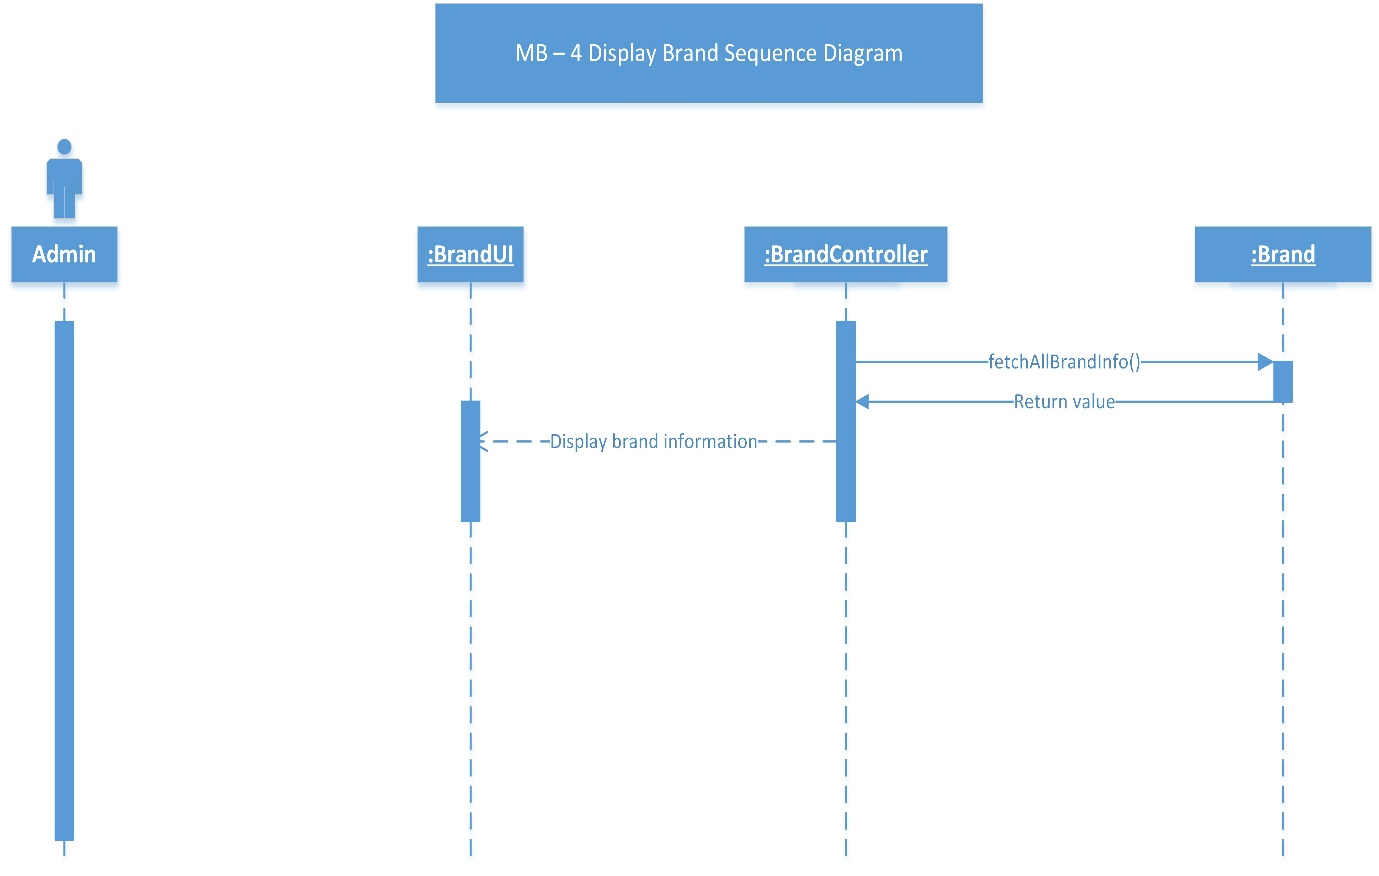 MB – 4 Display Brand Sequence Diagram
Admin
:BrandUI
:BrandController
:Brand
fetchAllBrandInfo()
Return value
Display brand information